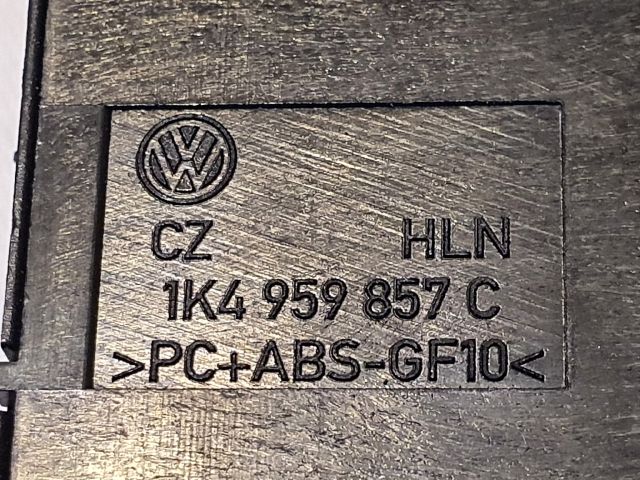 CZ HLN
1K4 959 857 C
>PC+ABS-GF10<